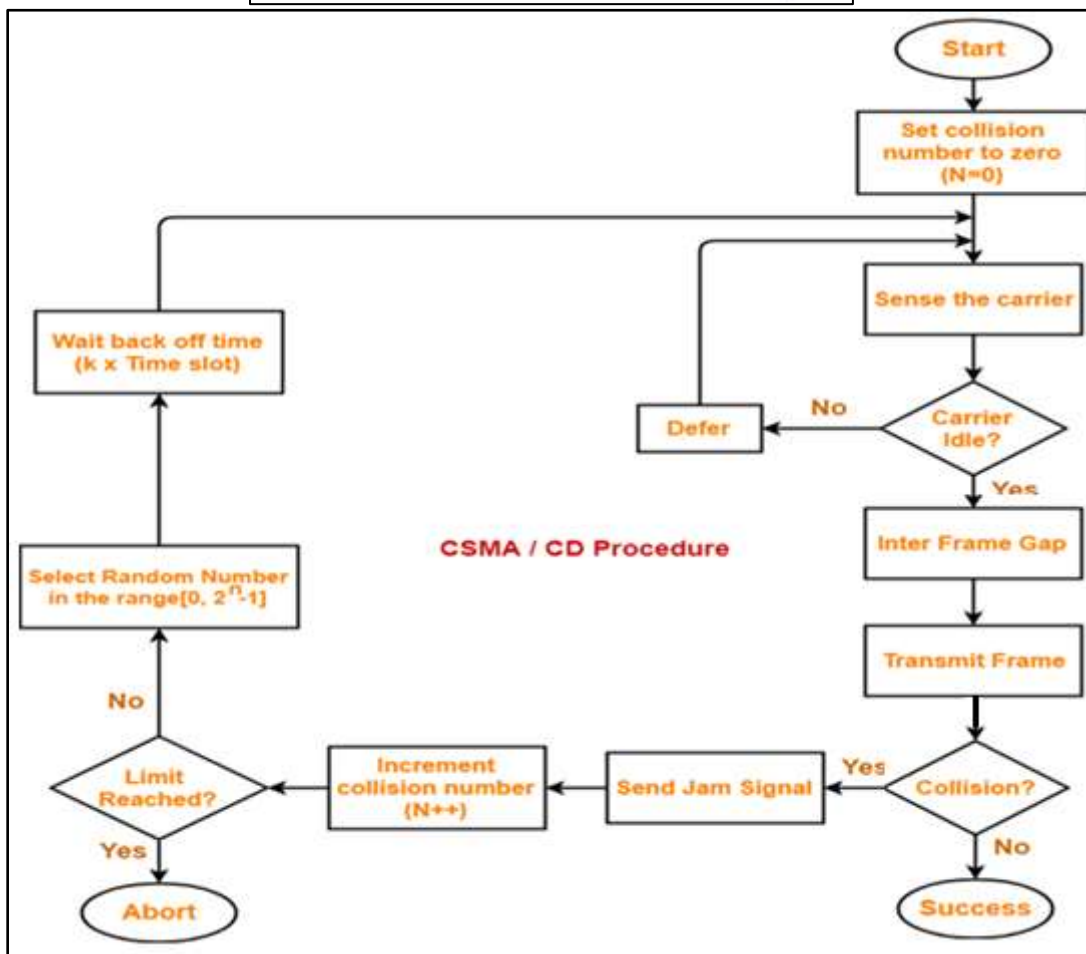 Start
Set collision
number to zero
(N=0)
Sense the carrier
Carrier
Idle?
No
Defer
Yes
Inter Frame Gap
Transmit Frame
Collision?
Yes
Send Jam Signal
Increment
collision number
(N++)
Limit
Reached?
No
Select Random Number
in the range[0, 2^n-1]
Wait back off time
(k x Time slot)
Yes
Abort
No
Success
CSMA / CD Procedure